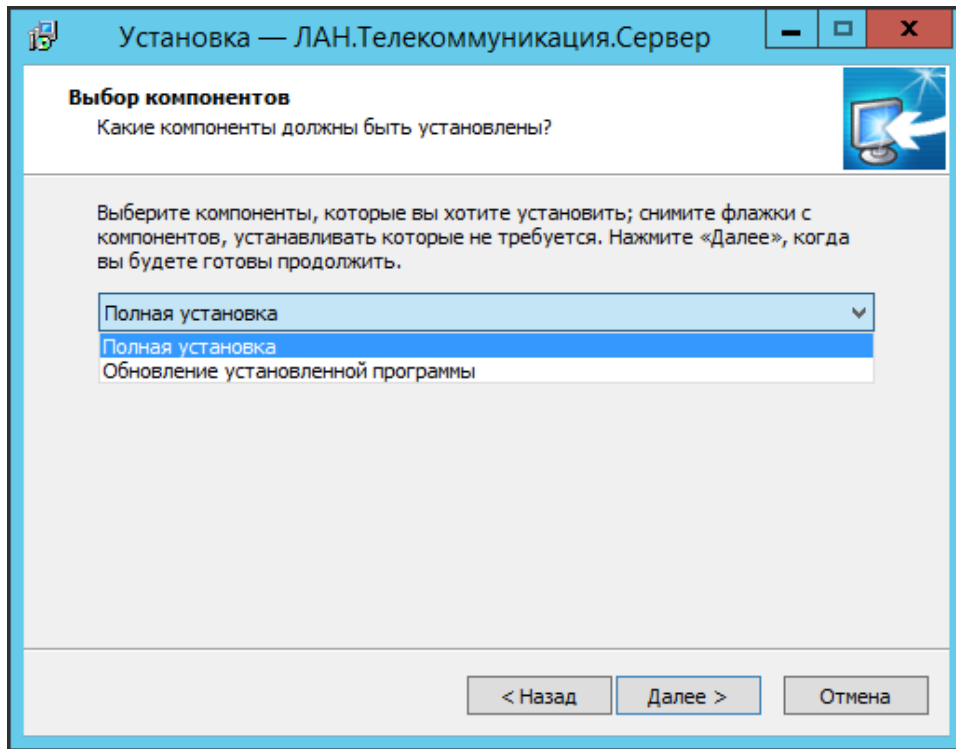 Установка — ЛАН.Телекоммуникация.Сервер
Выбор компонентов
Какие компоненты должны быть установлены?
Выберите компоненты, которые вы хотите установить; снимите флажки с
компонентов, устанавливать которые не требуется. Нажмите «Далее», когда
вы будете готовы продолжить.
Полная установка
Полная установка
Обновление установленной программы
< Назад
Далее >
Отмена